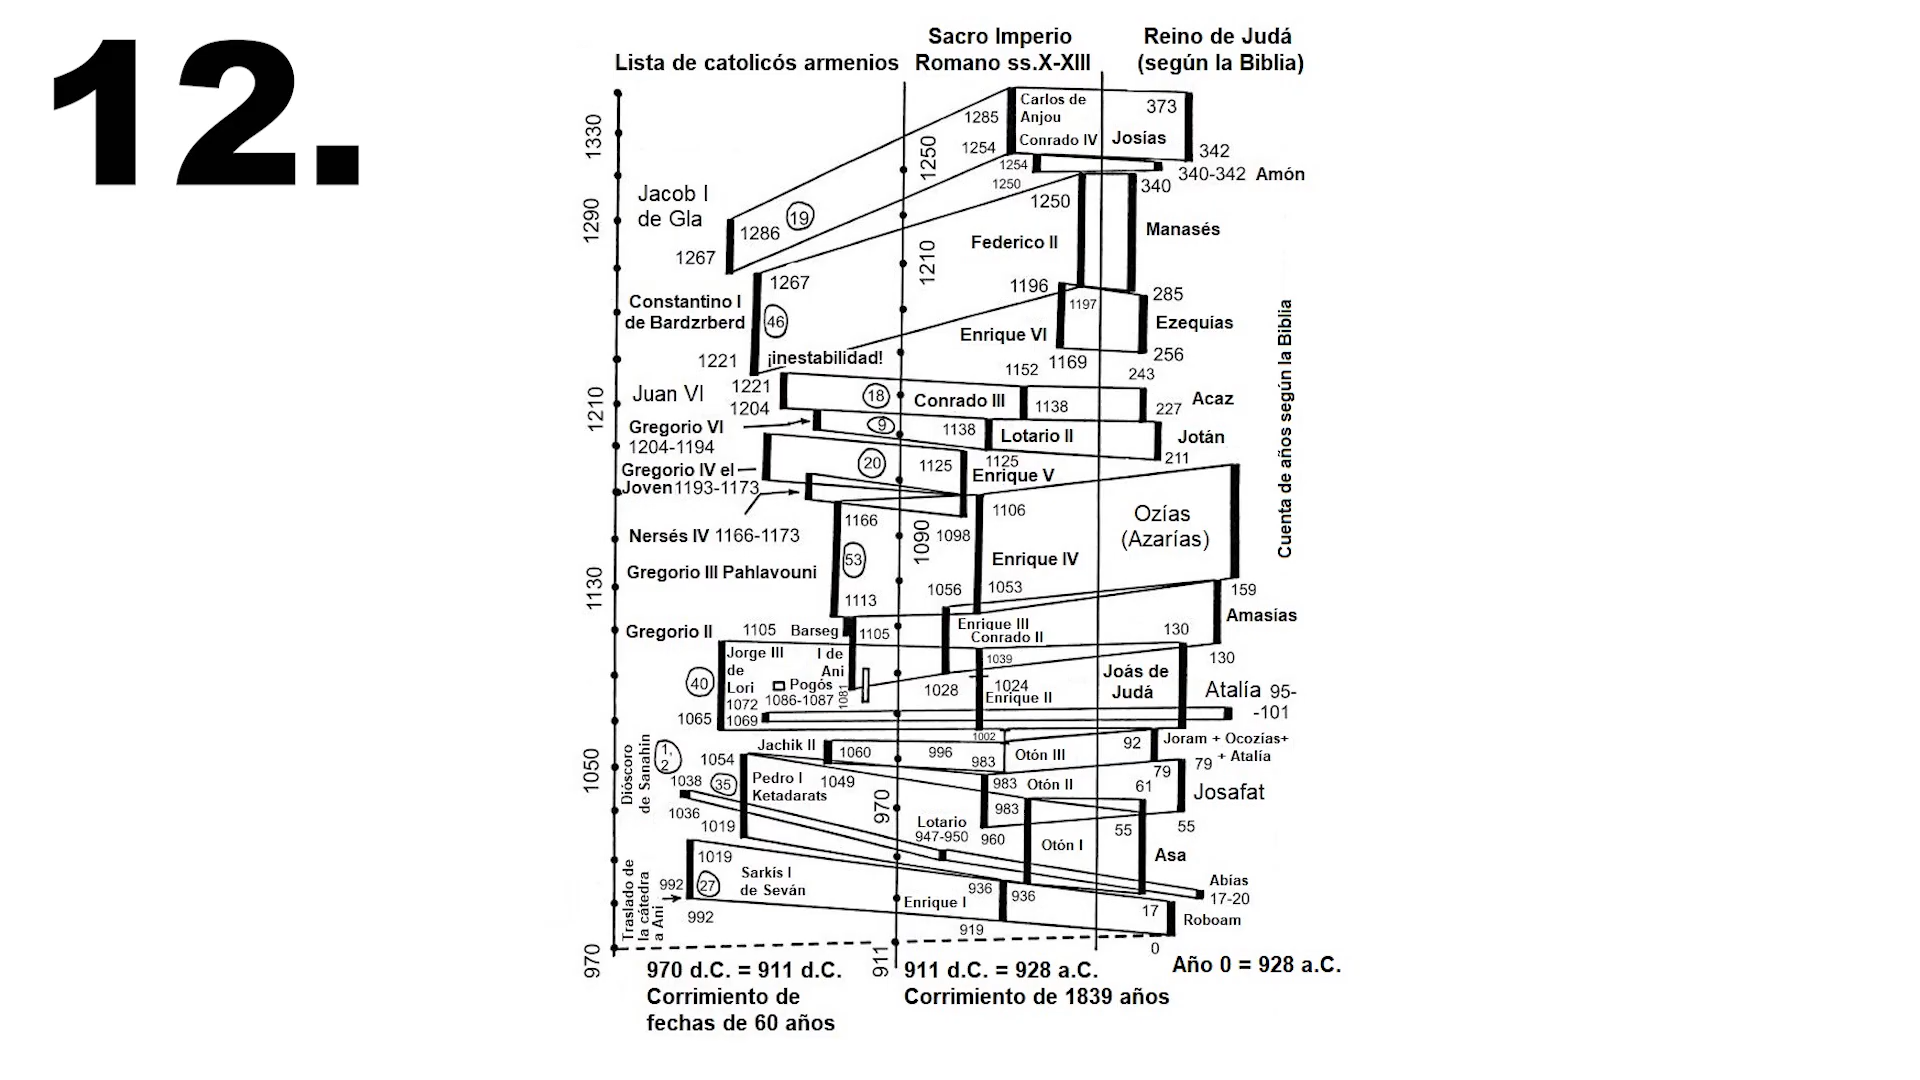 12.
Lista de catolicós armenios
Sacro Imperio
Romano ss.X-XIII
Reino de Judá
(según la Biblia)
1330
1290
1210
1130
1050
970
1250
1210
1090
970
911
Cuenta de años según la Biblia
Carlos de
Anjou
373
1285
Conrado IV
Josías
1254
342
1254
340-342 Amón
1250
340
Jacob I
de Gla
19
1286
1267
1250
Manasés
Federico II
1267
1196
1197
285
Constantino I
de Bardzrberd
46
Ezequías
Enrique VI
1221
¡inestabilidad!
1169
256
1152
243
Juan VI
1221
1204
18
Conrado III
1138
227
Acaz
Gregorio VI
1204-1194
9
1138
Lotario II
Jotán
211
Gregorio IV el
Joven 1193-1173
20
1125
1125
Enrique V
1166
1106
Ozías
(Azarías)
Nersés IV 1166-1173
1098
53
Enrique IV
Gregorio III Pahlavouni
1113
1056
1053
159
Amasías
Gregorio II
1105
Barseg
I de
Ani
1105
1081
Enrique III
Conrado II
130
130
Jorge III
de
Lori
1072
1069
40
1065
Pogós
1086-1087
1039
1028
1024
Enrique II
Joás de
Judá
Atalía 95-
-101
1002
Jachik II
1060
996
983
Otón III
92
Joram + Ocozías+
+ Atalía
79
Dióscoro
de Sanahin
1,
2
1054
1038
35
Pedro I
Ketadarats
1049
983
Otón II
61
79
Josafat
1036
1019
Lotario
947-950
960
983
55
55
Otón I
Asa
1019
Sarkís I
de Seván
27
992
992
Traslado de
la cátedra
a Ani
936
936
Enrique I
919
Abías
17-20
17
Roboam
0
970 d.C. = 911 d.C.
Corrimiento de
fechas de 60 años
911 d.C. = 928 a.C.
Corrimiento de 1839 años
Año 0 = 928 a.C.